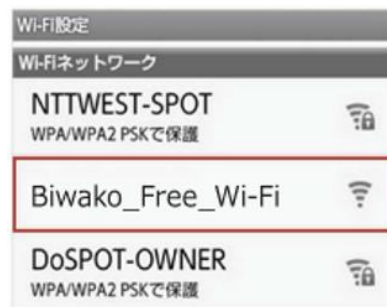 Wi-Fi設定
Wi-Fiネットワーク
NTTWEST-SPOT
WPA/WPA2 PSKで保護
Biwako_Free_Wi-Fi
DoSPOT-OWNER
WPA/WPA2 PSKで保護